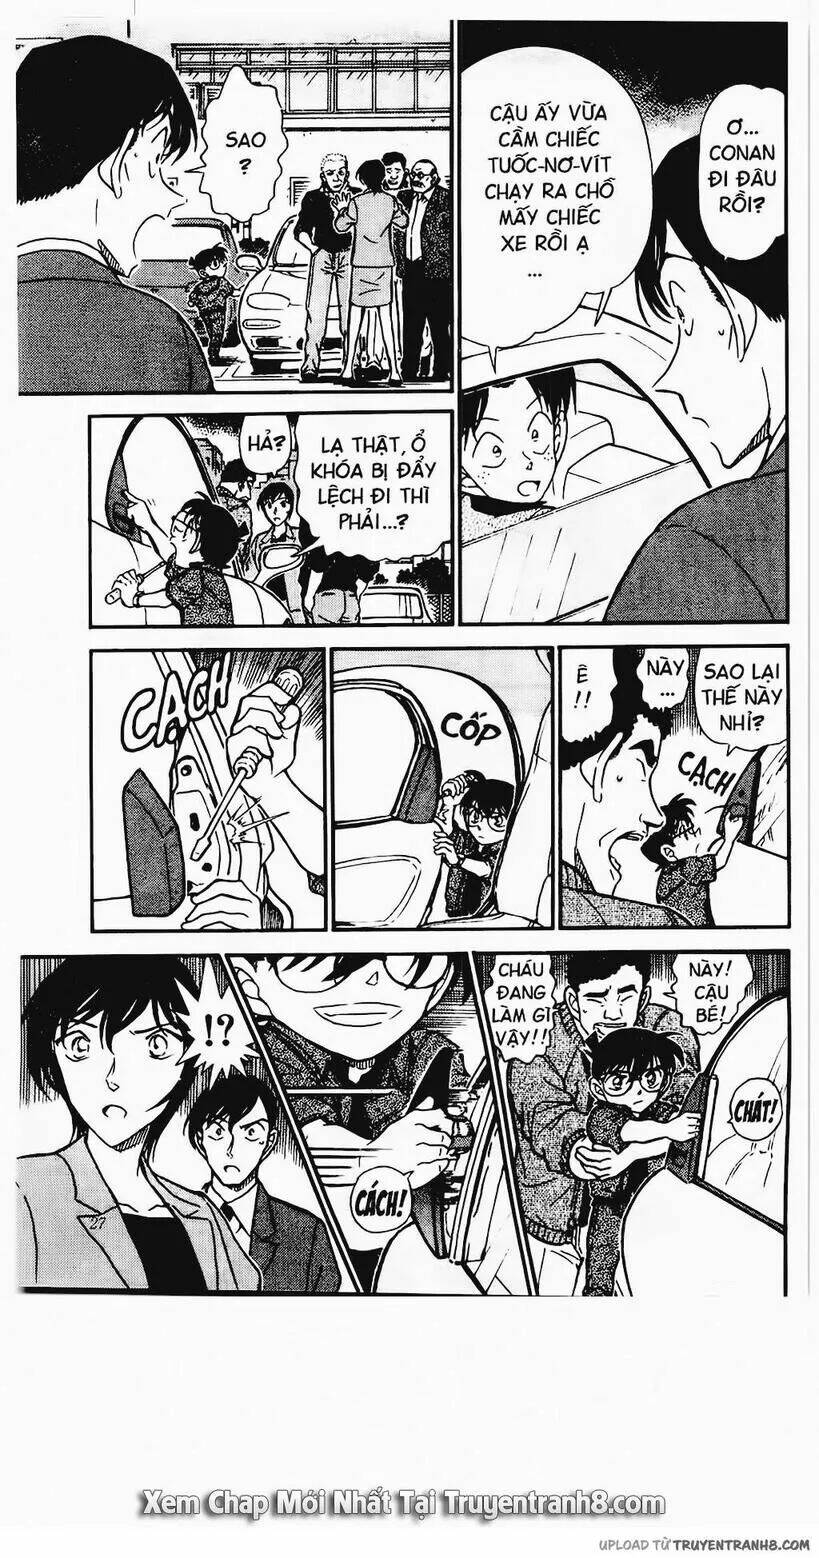 Ơ...
CONAN
ĐI ĐÂU
RỒI?
CẬU ẤY VỪA
CẦM CHIẾC
TUỐC-NƠ-VÍT
CHẠY RA CHỖ
MẤY CHIẾC
XE RỒI Ạ
...
SAO
?
LẠ THẬT, Ổ
KHÓA BỊ ĐẨY
LỆCH ĐI THÌ
PHẢI...?
HẢ?
SAO LẠI
THẾ NÀY
NHỈ?
NÀY
...
Ê
!!
CẠCH
CỐP
CẠCH
NÀY!
CẬU
BÉ!
CHÁU
ĐANG
LÀM GÌ
VẬY!!
CHÁT!
CÁCH!
!?
27
Xem Chap Mới Nhất Tại Truyentranh8.com
UPLOAD TỪ TRUYENTRANH8.COM